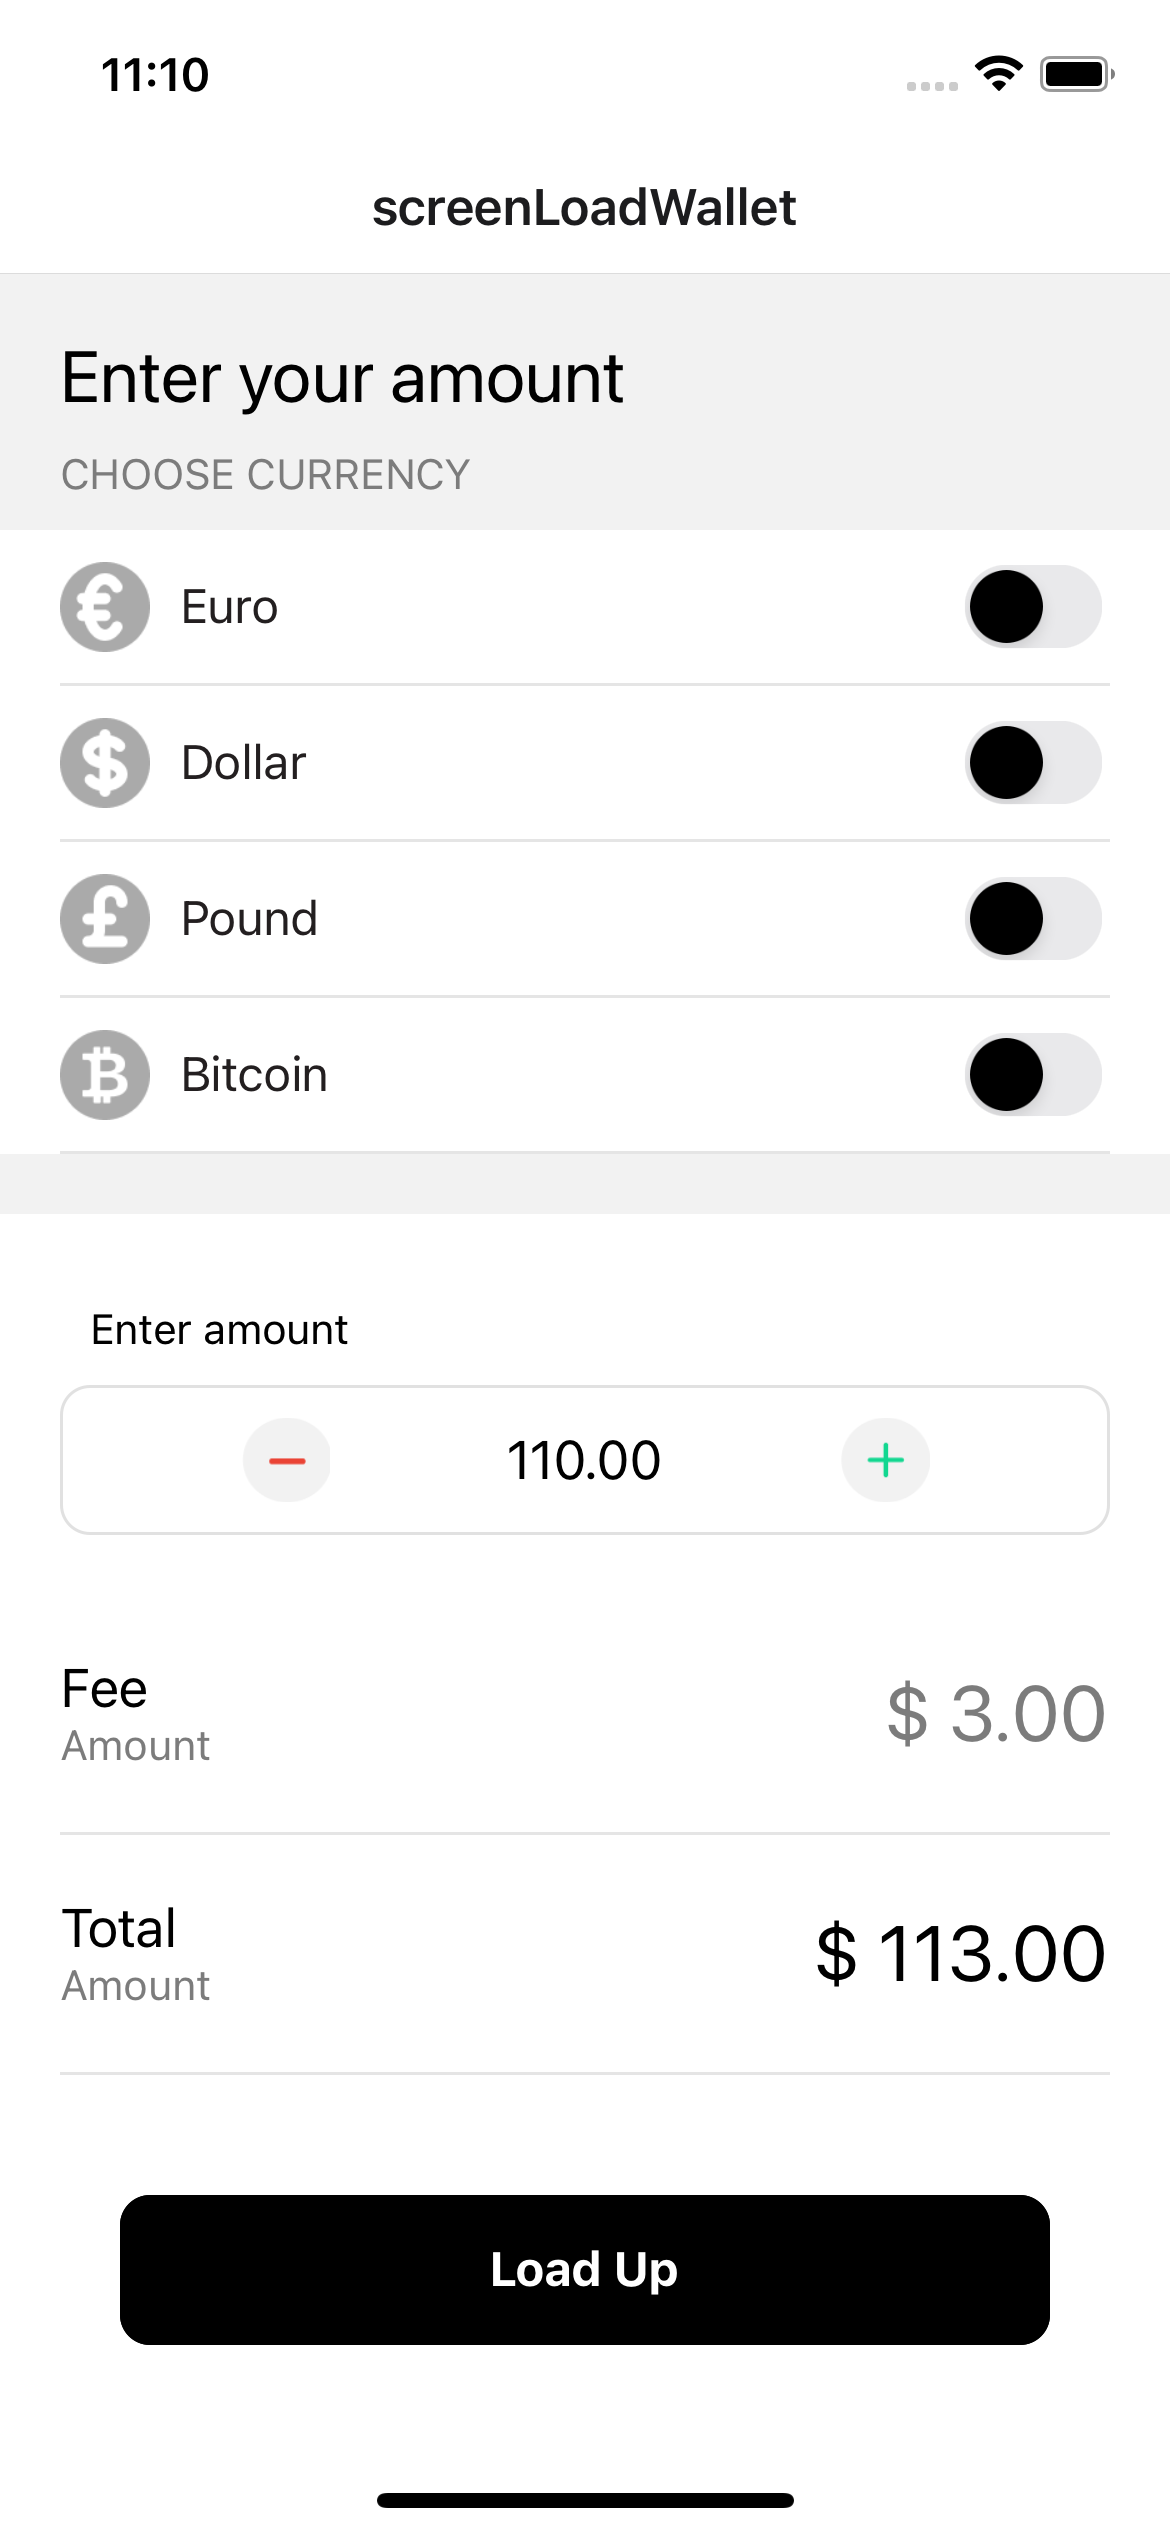 11:10
screenLoadWallet
Enter your amount
CHOOSE CURRENCY
€ Euro
$ Dollar
£ Pound
₿ Bitcoin
Enter amount
− 110.00 +
Fee
Amount
$ 3.00
Total
Amount
$ 113.00
Load Up